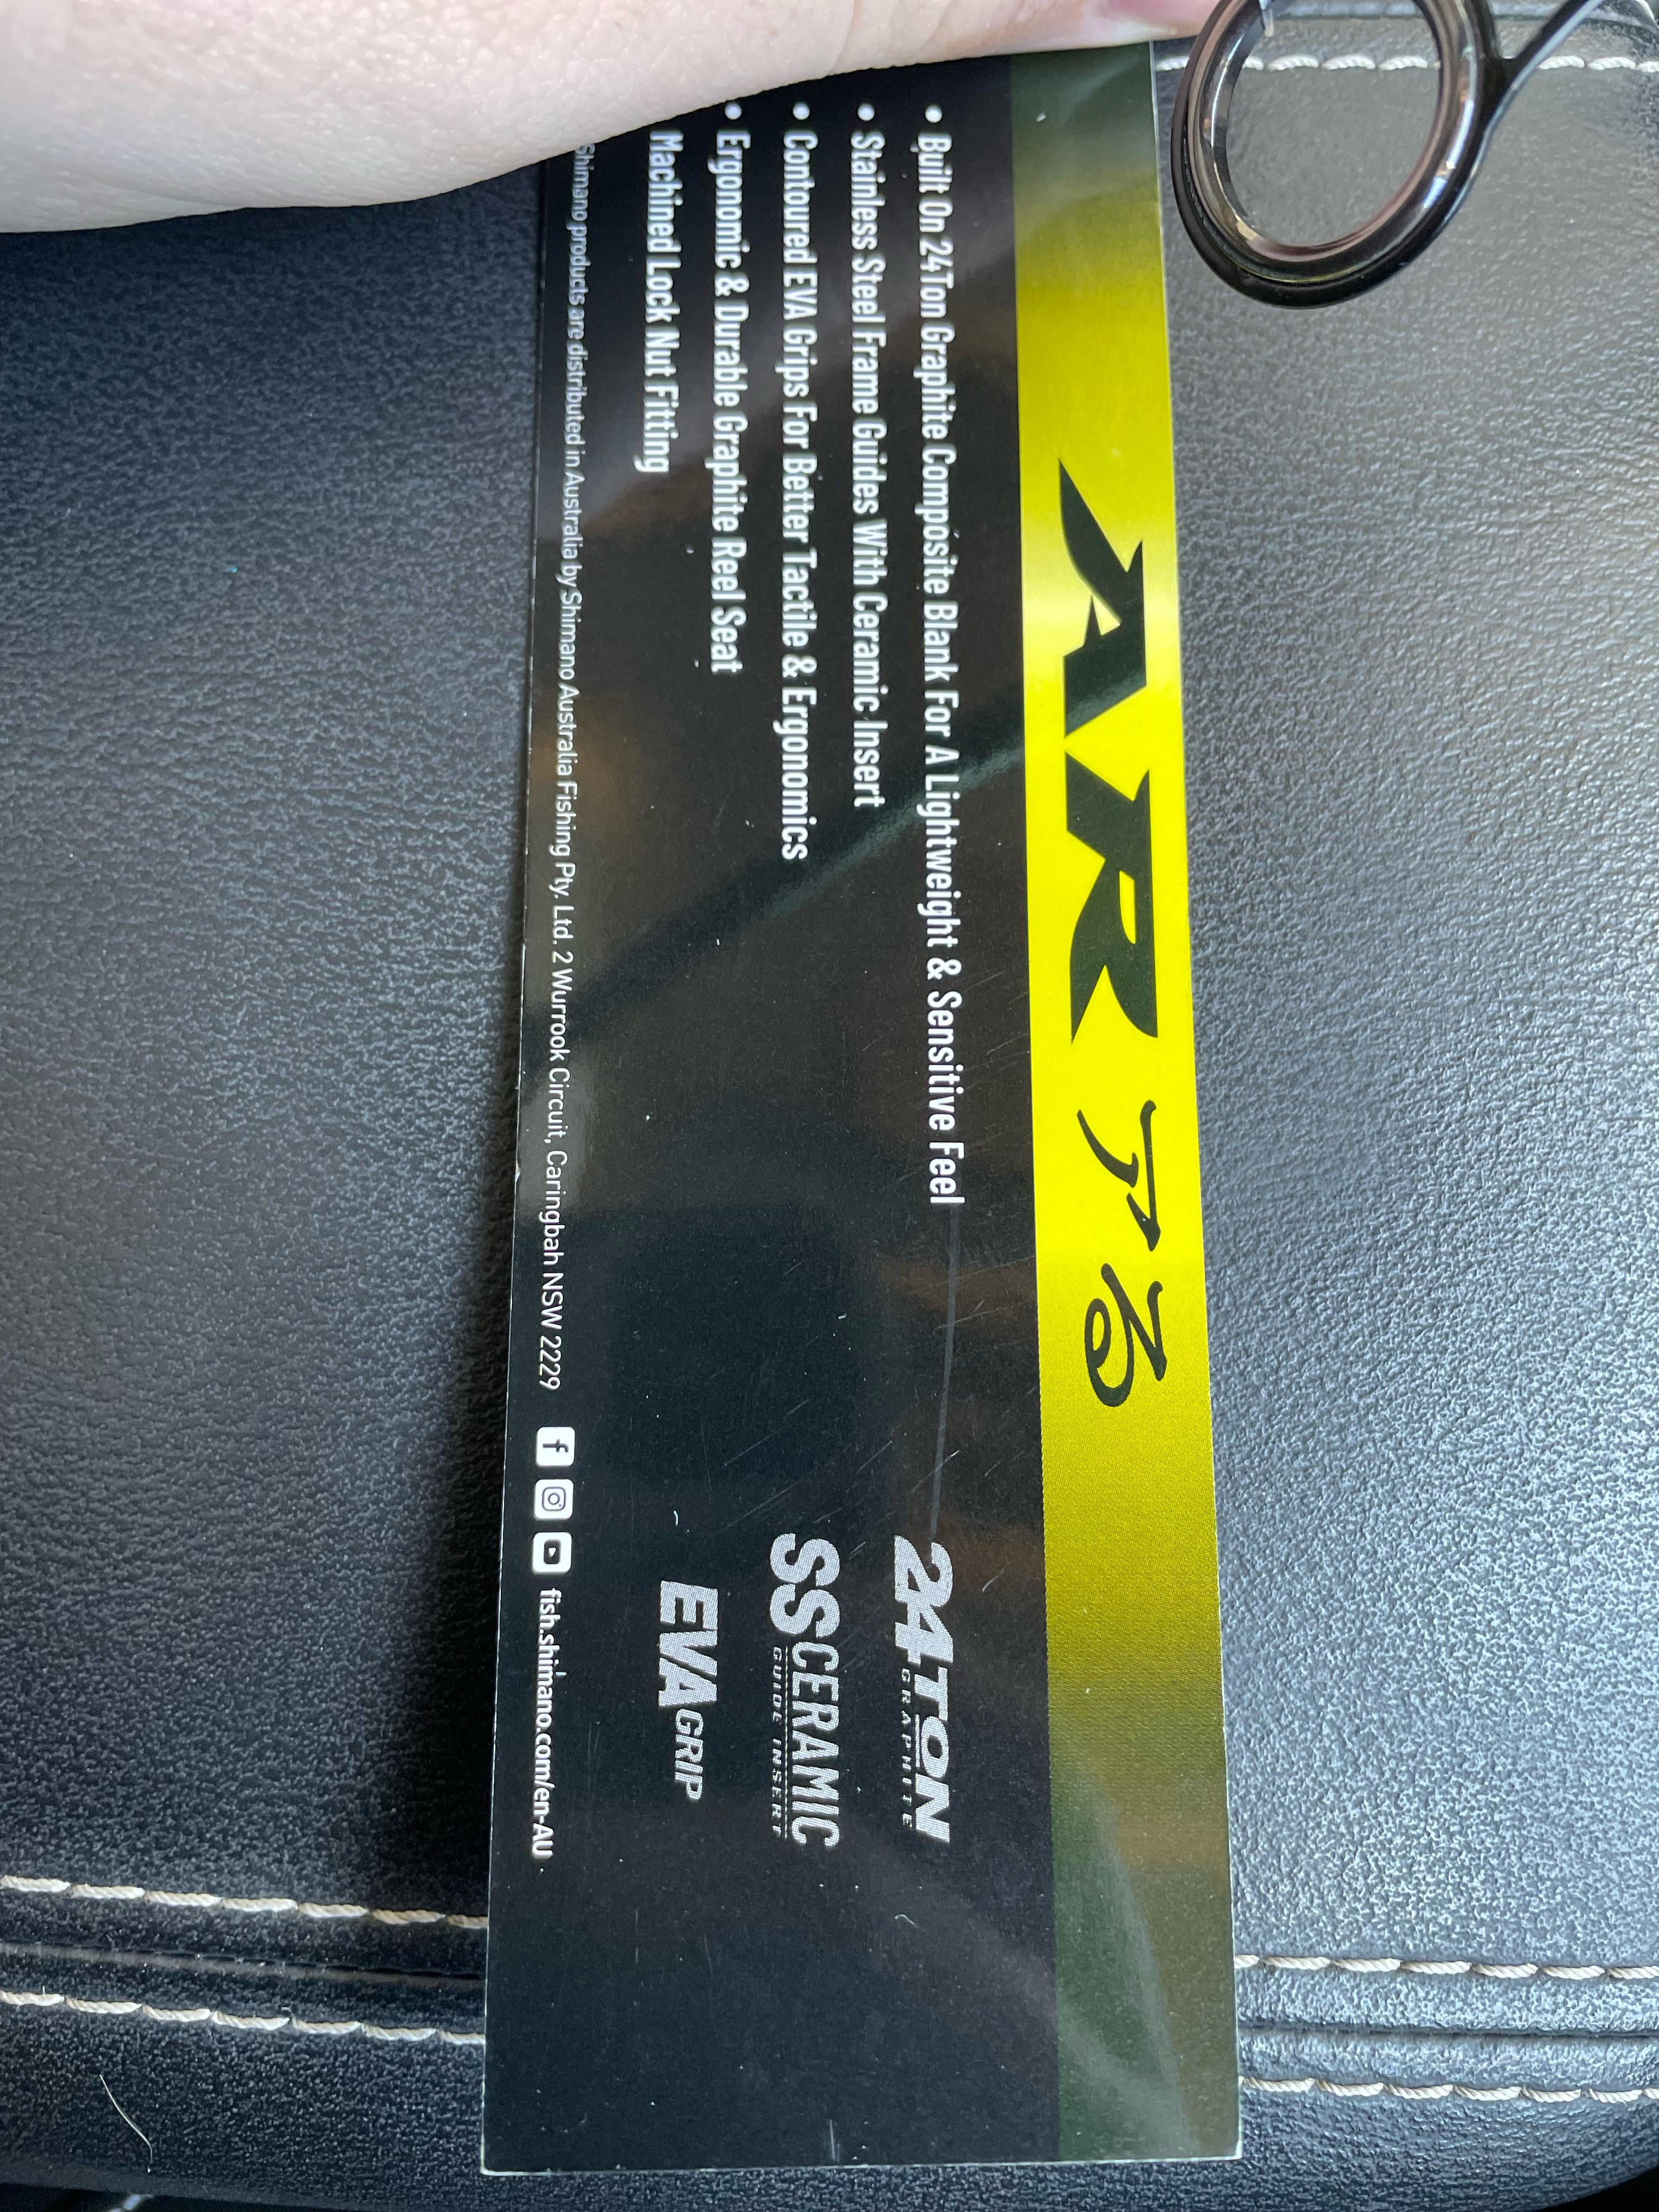 AR アル
• Built On 24Ton Graphite Composite Blank For A Lightweight & Sensitive Feel
• Stainless Steel Frame Guides With Ceramic Insert
• Contoured EVA Grips For Better Tactile & Ergonomics
• Ergonomic & Durable Graphite Reel Seat
Machined Lock Nut Fitting
24TON
GRAPHITE
SSCERAMIC
GUIDE INSERT
EVA GRIP
Shimano products are distributed in Australia by Shimano Australia Fishing Pty. Ltd. 2 Wurrook Circuit, Caringbah NSW 2229 fish.shimano.com/en-AU